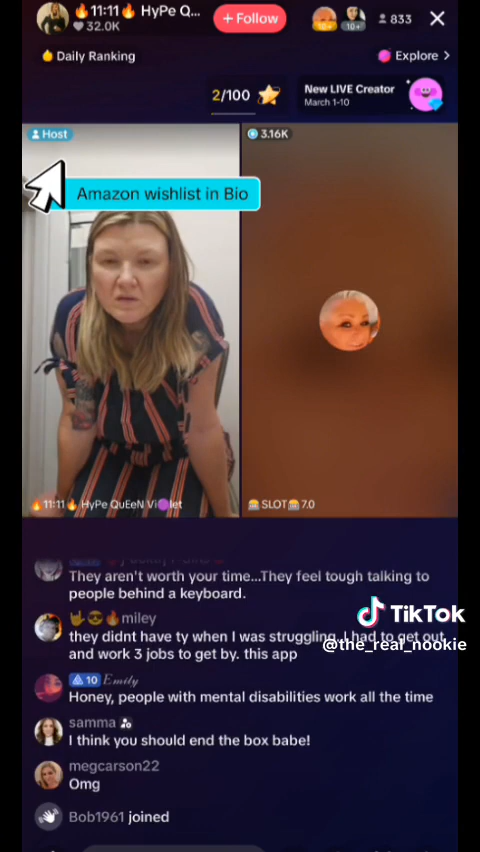 🔥11:11🔥 HyPe Q...
32.0K
+ Follow
10+
10+
833
Daily Ranking
Explore >
2/100
New LIVE Creator
March 1-10
Host
3.16K
Amazon wishlist in Bio
🔥11:11🔥 HyPe QuEeN Vi🟣let
🎰SLOT🎰7.0
They aren't worth your time...They feel tough talking to
people behind a keyboard.
🤘😎🔥miley
they didnt have ty when I was struggling..I had to get out
and work 3 jobs to get by. this app
TikTok
@the_real_nookie
10 Emily
Honey, people with mental disabilities work all the time
samma
I think you should end the box babe!
megcarson22
Omg
Bob1961 joined